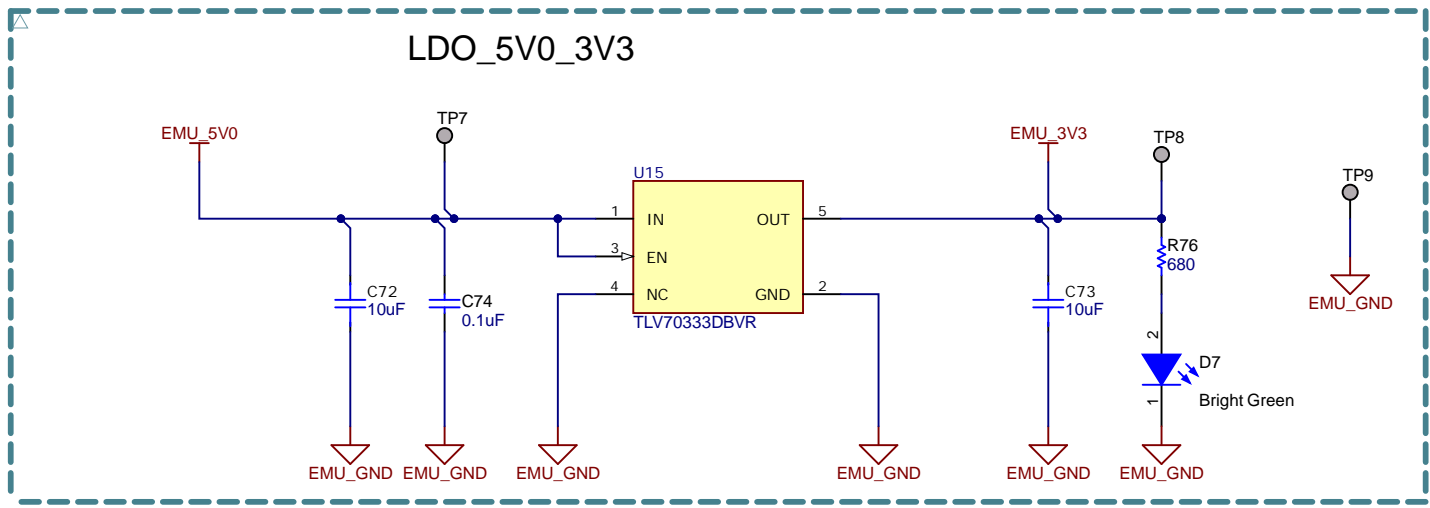 LDO_5V0_3V3
TP7
EMU_5V0
EMU_3V3
TP8
U15
TP9
1
IN
OUT
5
3
EN
R76
680
4
NC
GND
2
C72
10uF
C74
0.1uF
C73
10uF
EMU_GND
TLV70333DBVR
2
D7
1
Bright Green
EMU_GND
EMU_GND
EMU_GND
EMU_GND
EMU_GND
EMU_GND